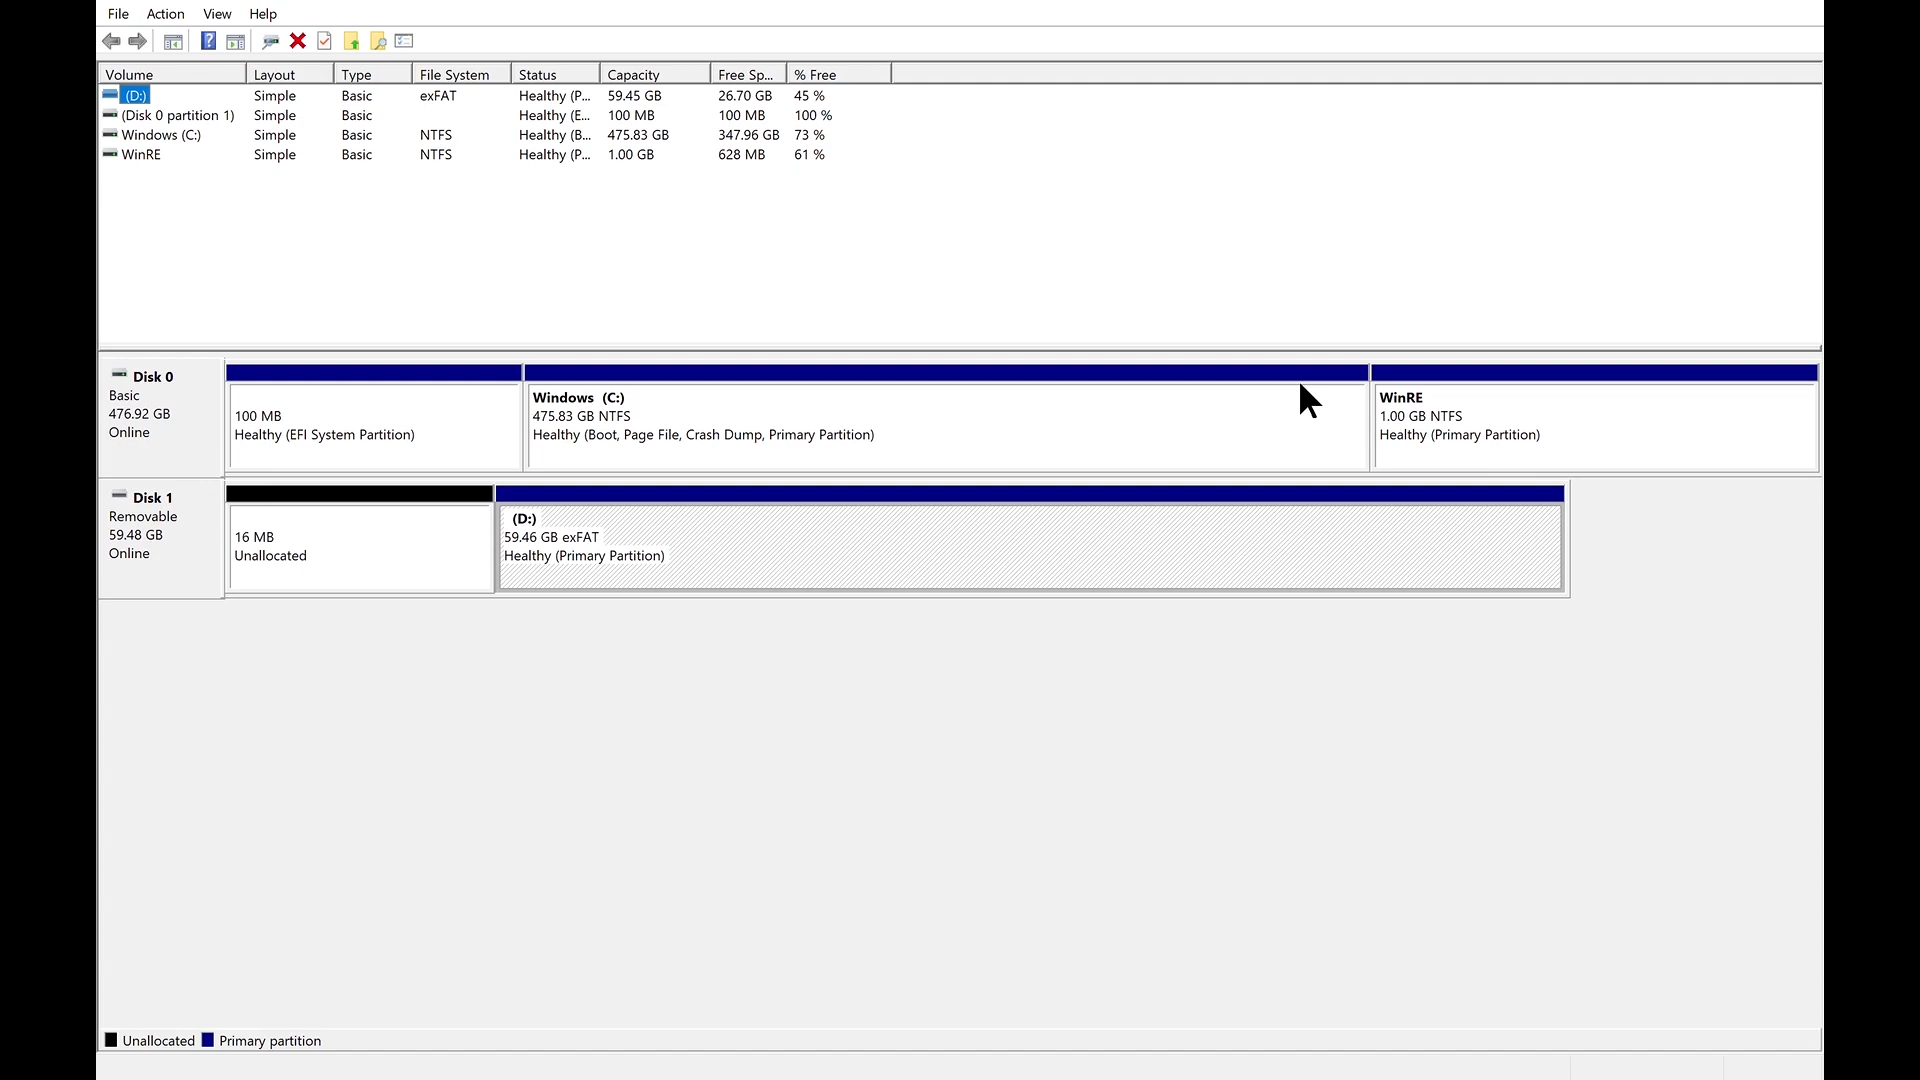 File Action View Help
Volume Layout Type File System Status Capacity Free Sp... % Free
(D:) Simple Basic exFAT Healthy (P... 59.45 GB 26.70 GB 45 %
(Disk 0 partition 1) Simple Basic Healthy (E... 100 MB 100 MB 100 %
Windows (C:) Simple Basic NTFS Healthy (B... 475.83 GB 347.96 GB 73 %
WinRE Simple Basic NTFS Healthy (P... 1.00 GB 628 MB 61 %
Disk 0
Basic
476.92 GB
Online
100 MB
Healthy (EFI System Partition)
Windows (C:)
475.83 GB NTFS
Healthy (Boot, Page File, Crash Dump, Primary Partition)
WinRE
1.00 GB NTFS
Healthy (Primary Partition)
Disk 1
Removable
59.48 GB
Online
16 MB
Unallocated
(D:)
59.46 GB exFAT
Healthy (Primary Partition)
Unallocated Primary partition